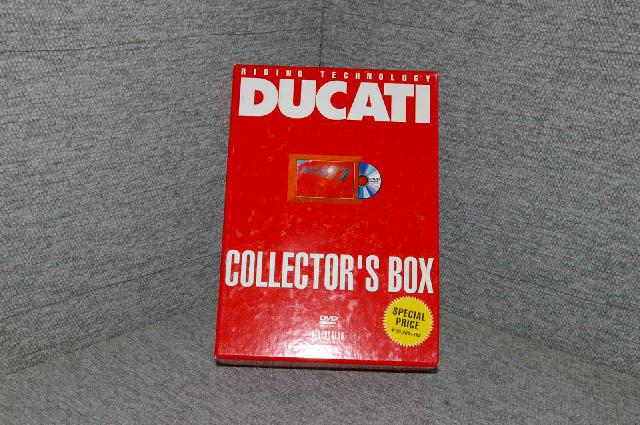 RIDING TECHNOLOGY
DUCATI
COLLECTOR'S BOX
DVD
SPECIAL
PRICE